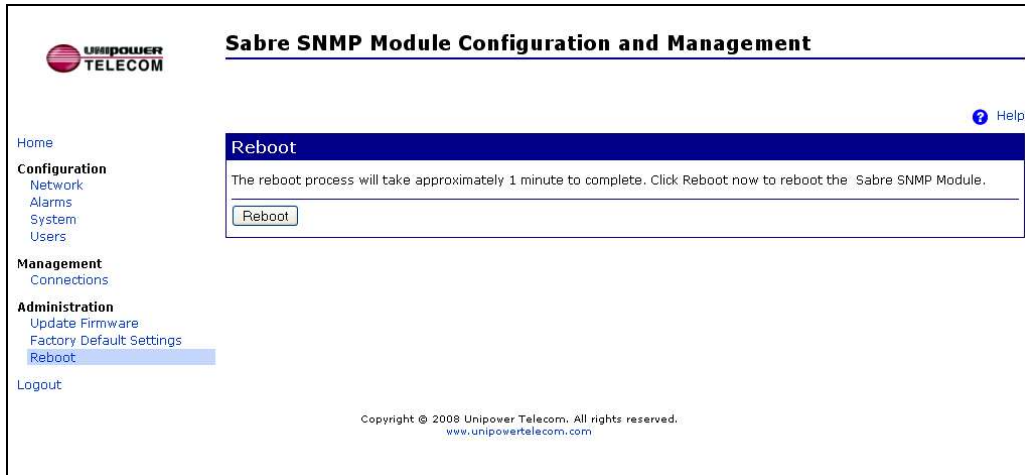 UNIPOWER
TELECOM
Sabre SNMP Module Configuration and Management
? Help
Home
Configuration
Network
Alarms
System
Users
Management
Connections
Administration
Update Firmware
Factory Default Settings
Reboot
Logout
Reboot
The reboot process will take approximately 1 minute to complete. Click Reboot now to reboot the Sabre SNMP Module.
Reboot
Copyright © 2008 Unipower Telecom. All rights reserved.
www.unipowertelecom.com